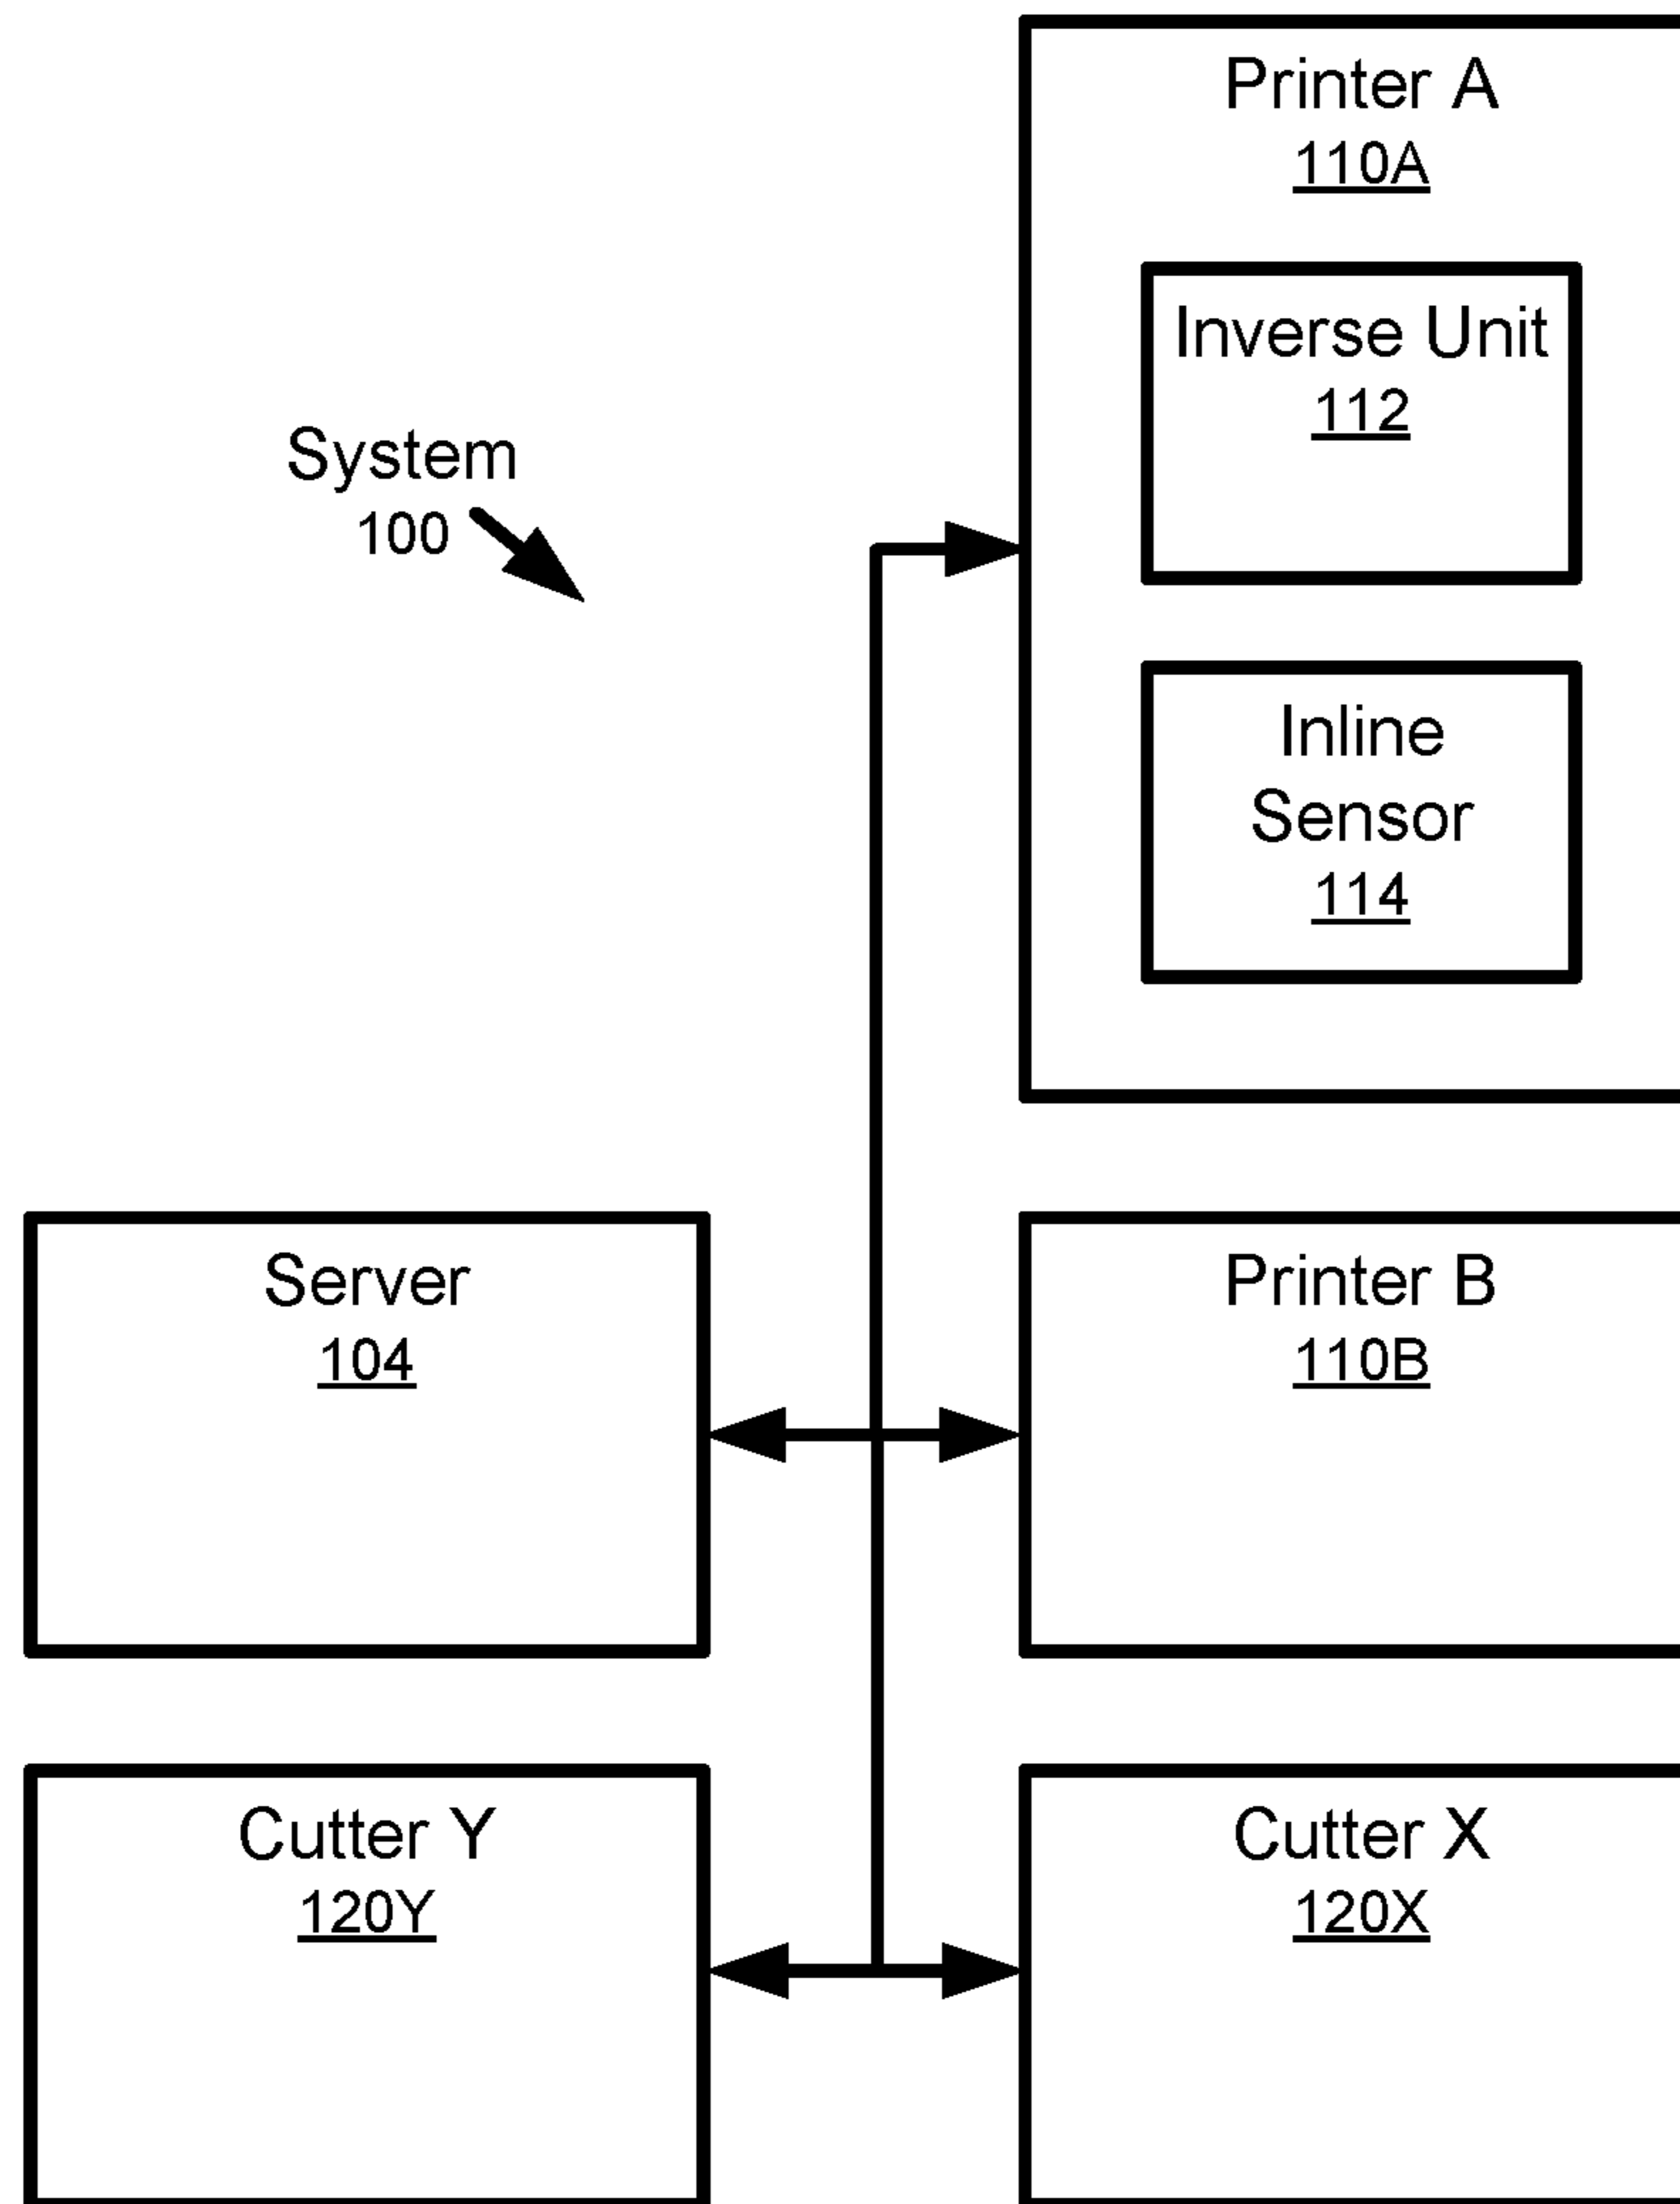 Printer A
110A
Inverse Unit
112
System
100
Inline
Sensor
114
Server
104
Printer B
110B
Cutter Y
120Y
Cutter X
120X